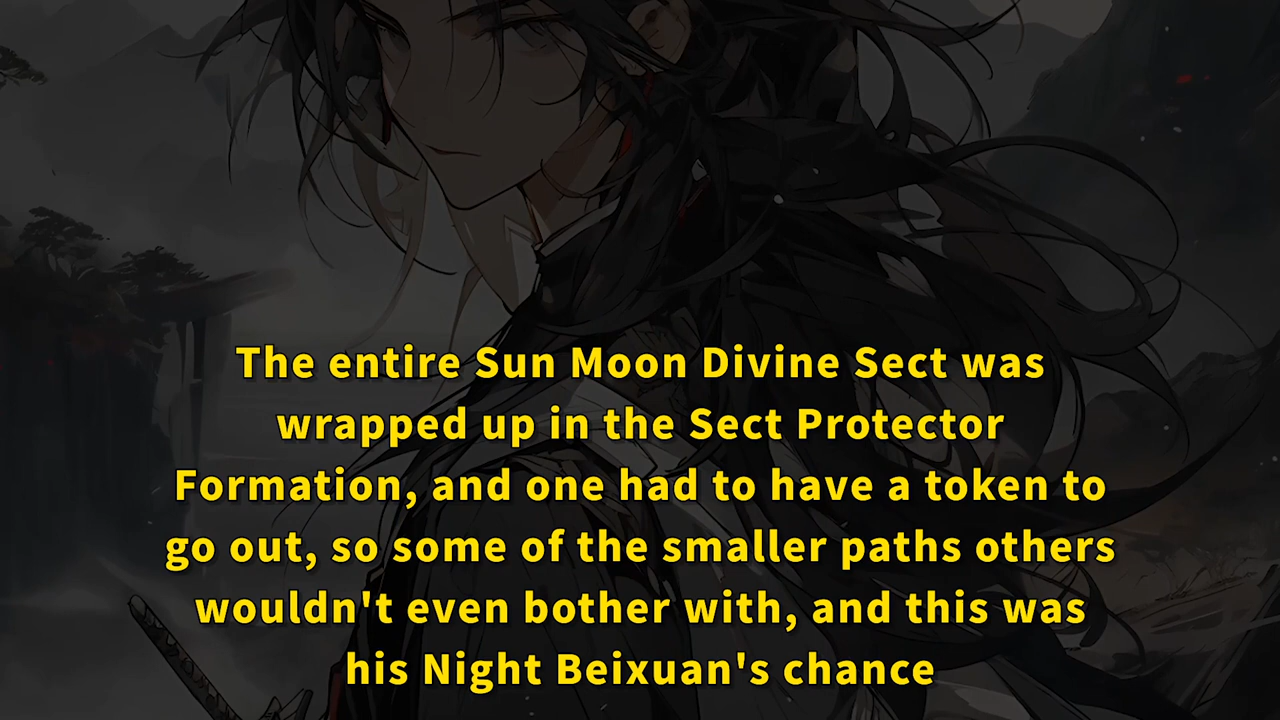 The entire Sun Moon Divine Sect was
wrapped up in the Sect Protector
Formation, and one had to have a token to
go out, so some of the smaller paths others
wouldn't even bother with, and this was
his Night Beixuan's chance